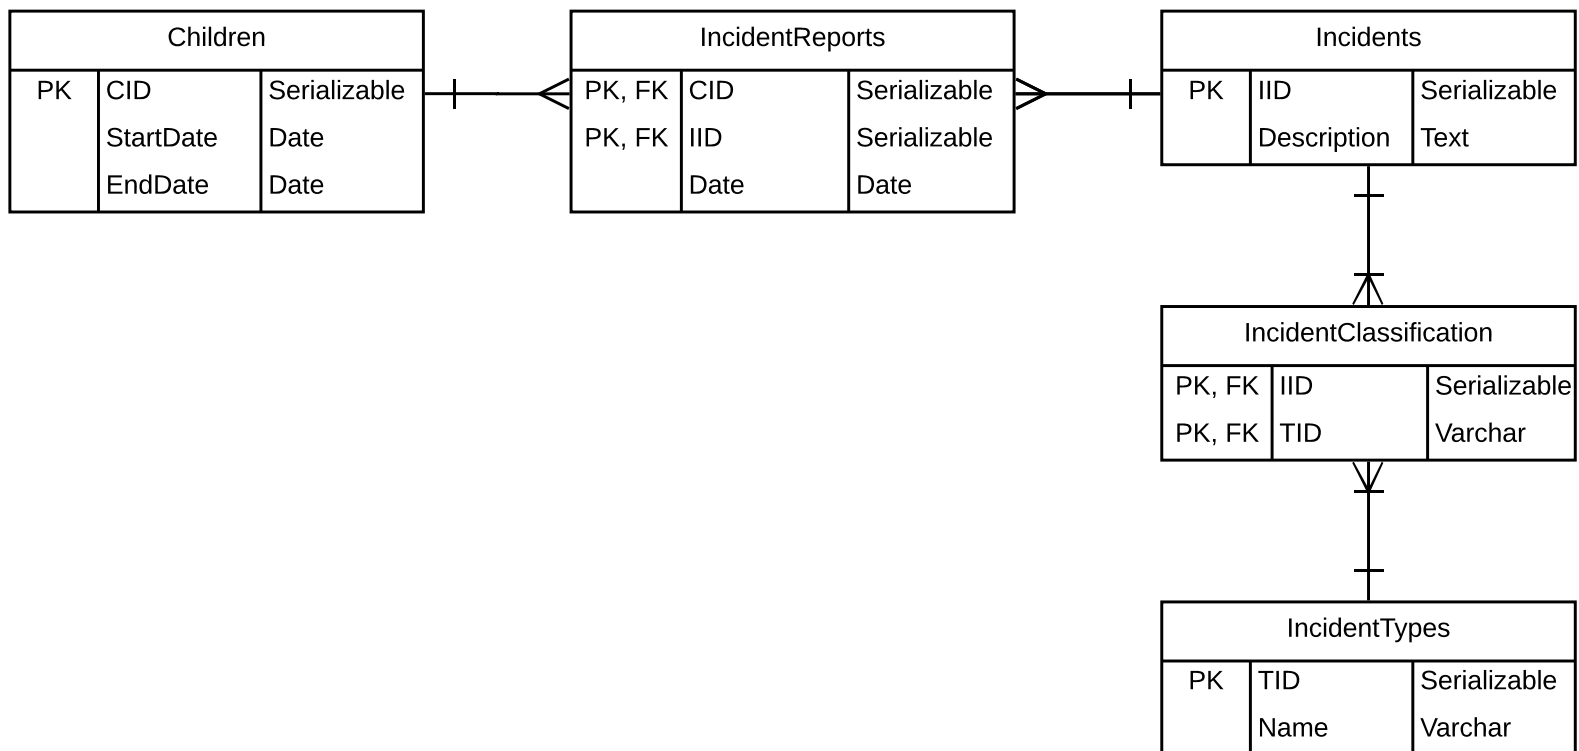 Children
PK CID Serializable
StartDate Date
EndDate Date
IncidentReports
PK, FK CID Serializable
PK, FK IID Serializable
Date Date
Incidents
PK IID Serializable
Description Text
IncidentClassification
PK, FK IID Serializable
PK, FK TID Varchar
IncidentTypes
PK TID Serializable
Name Varchar